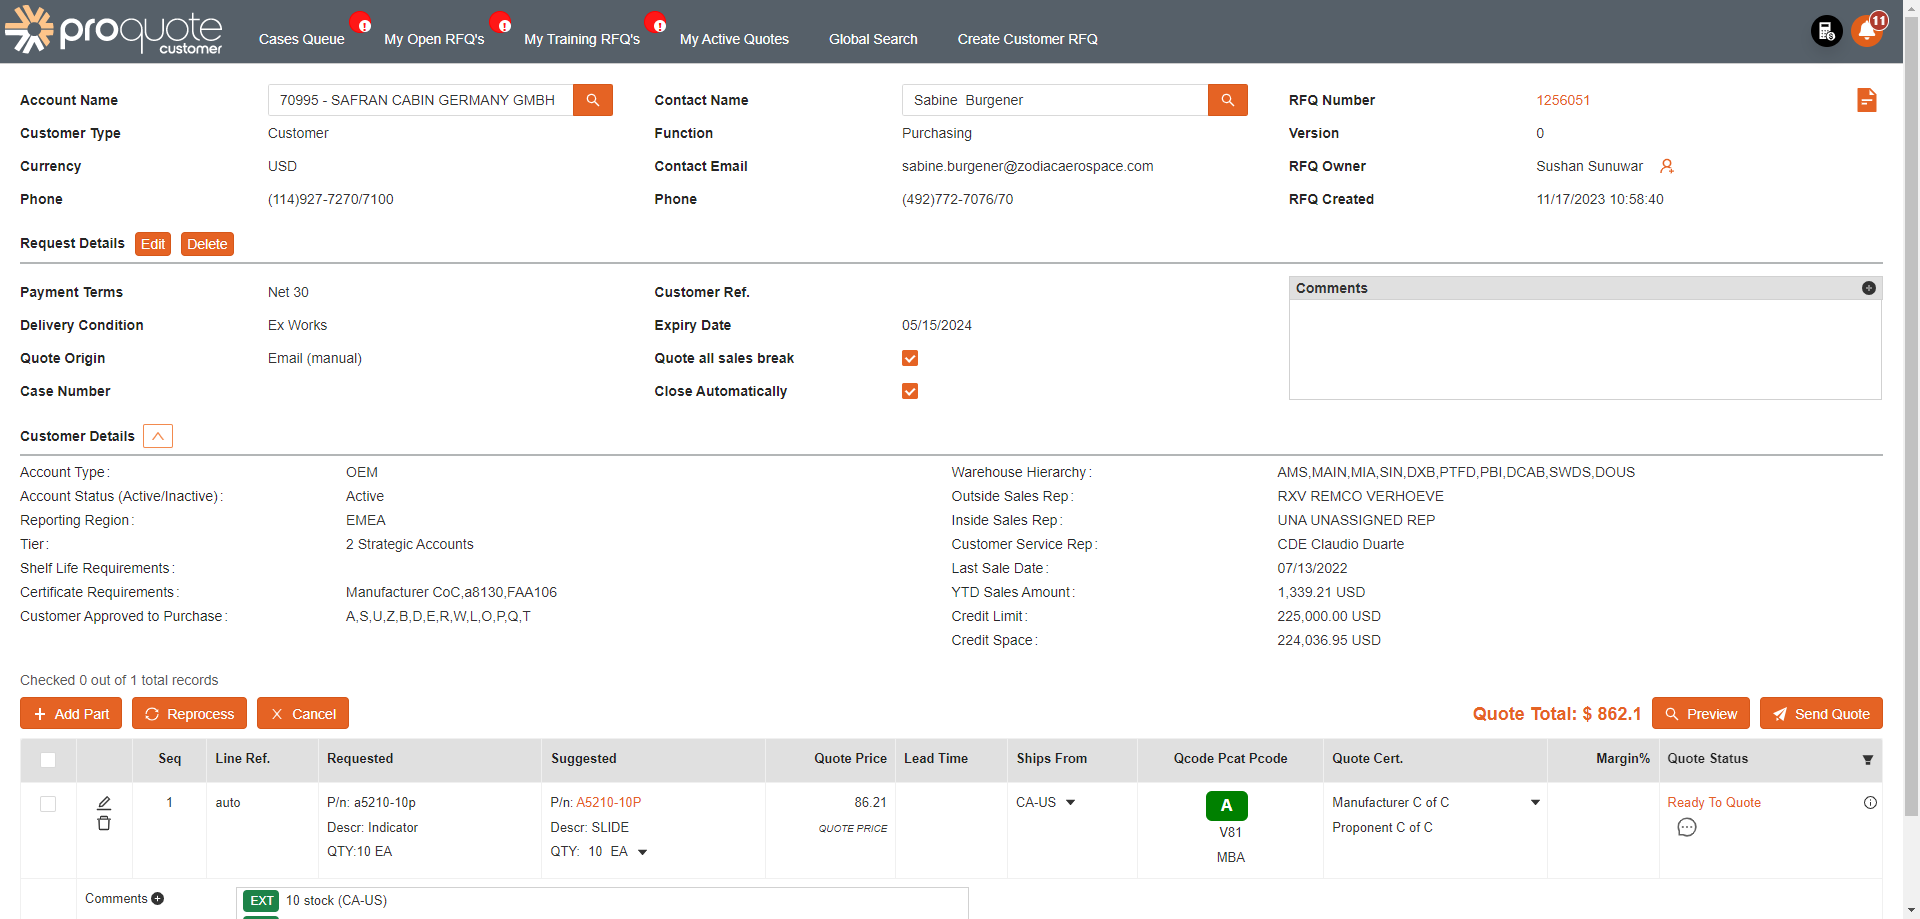 proquote customer
Cases Queue ! My Open RFQ's ! My Training RFQ's ! My Active Quotes Global Search Create Customer RFQ 11
Account Name 70995 - SAFRAN CABIN GERMANY GMBH Contact Name Sabine Burgener RFQ Number 1256051
Customer Type Customer Function Purchasing Version 0
Currency USD Contact Email sabine.burgener@zodiacaerospace.com RFQ Owner Sushan Sunuwar
Phone (114)927-7270/7100 Phone (492)772-7076/70 RFQ Created 11/17/2023 10:58:40
Request Details Edit Delete
Payment Terms Net 30 Customer Ref. Comments
Delivery Condition Ex Works Expiry Date 05/15/2024
Quote Origin Email (manual) Quote all sales break
Case Number Close Automatically
Customer Details
Account Type: OEM Warehouse Hierarchy: AMS,MAIN,MIA,SIN,DXB,PTFD,PBI,DCAB,SWDS,DOUS
Account Status (Active/Inactive): Active Outside Sales Rep: RXV REMCO VERHOEVE
Reporting Region: EMEA Inside Sales Rep: UNA UNASSIGNED REP
Tier: 2 Strategic Accounts Customer Service Rep: CDE Claudio Duarte
Shelf Life Requirements: Last Sale Date: 07/13/2022
Certificate Requirements: Manufacturer CoC,a8130,FAA106 YTD Sales Amount: 1,339.21 USD
Customer Approved to Purchase: A,S,U,Z,B,D,E,R,W,L,O,P,Q,T Credit Limit: 225,000.00 USD
Credit Space: 224,036.95 USD
Checked 0 out of 1 total records
Add Part Reprocess Cancel Quote Total: $ 862.1 Preview Send Quote
Seq Line Ref. Requested Suggested Quote Price Lead Time Ships From Qcode Pcat Pcode Quote Cert. Margin% Quote Status
1 auto P/n: a5210-10p P/n: A5210-10P 86.21 CA-US A Manufacturer C of C Ready To Quote
Descr: Indicator Descr: SLIDE QUOTE PRICE V81 Proponent C of C
QTY:10 EA QTY: 10 EA MBA
Comments EXT 10 stock (CA-US)